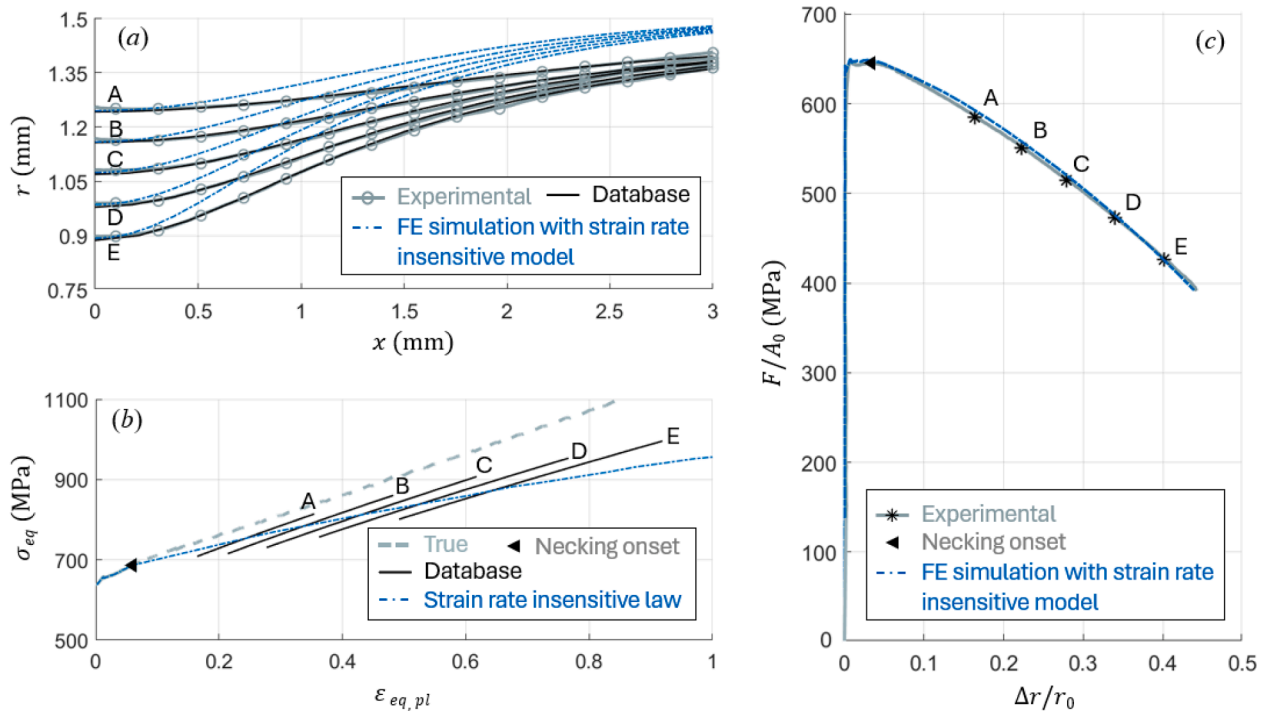 (a)
1.5
1.35
1.2
1.05
0.9
0.75
r (mm)
A
B
C
D
E
Experimental Database
FE simulation with strain rate
insensitive model
0 0.5 1 1.5 2 2.5 3
x (mm)
(b)
1100
900
700
500
σeq (MPa)
A B C D E
True Necking onset
Database
Strain rate insensitive law
0 0.2 0.4 0.6 0.8 1
εeq, pl
(c)
700
600
500
400
300
200
100
0
F/A0 (MPa)
A
B
C
D
E
Experimental
Necking onset
FE simulation with strain rate
insensitive model
0 0.1 0.2 0.3 0.4 0.5
Δr/r0